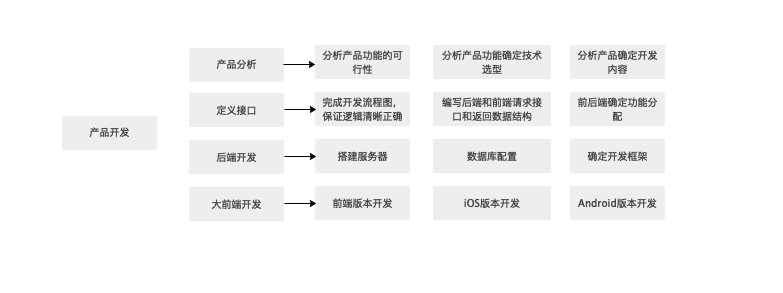 产品开发
产品分析
分析产品功能的可
行性
分析产品功能确定技术
选型
分析产品确定开发
内容
定义接口
完成开发流程图，
保证逻辑清晰正确
编写后端和前端请求接
口和返回数据结构
前后端确定功能分
配
后端开发
搭建服务器
数据库配置
确定开发框架
大前端开发
前端版本开发
iOS版本开发
Android版本开发